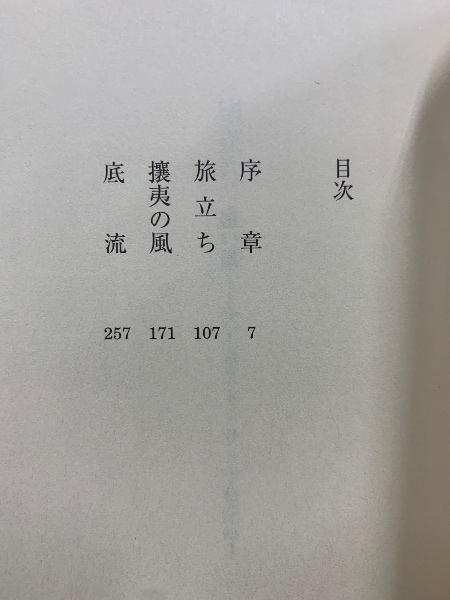 目次
序章 7
旅立ち 107
攘夷の風 171
底流 257